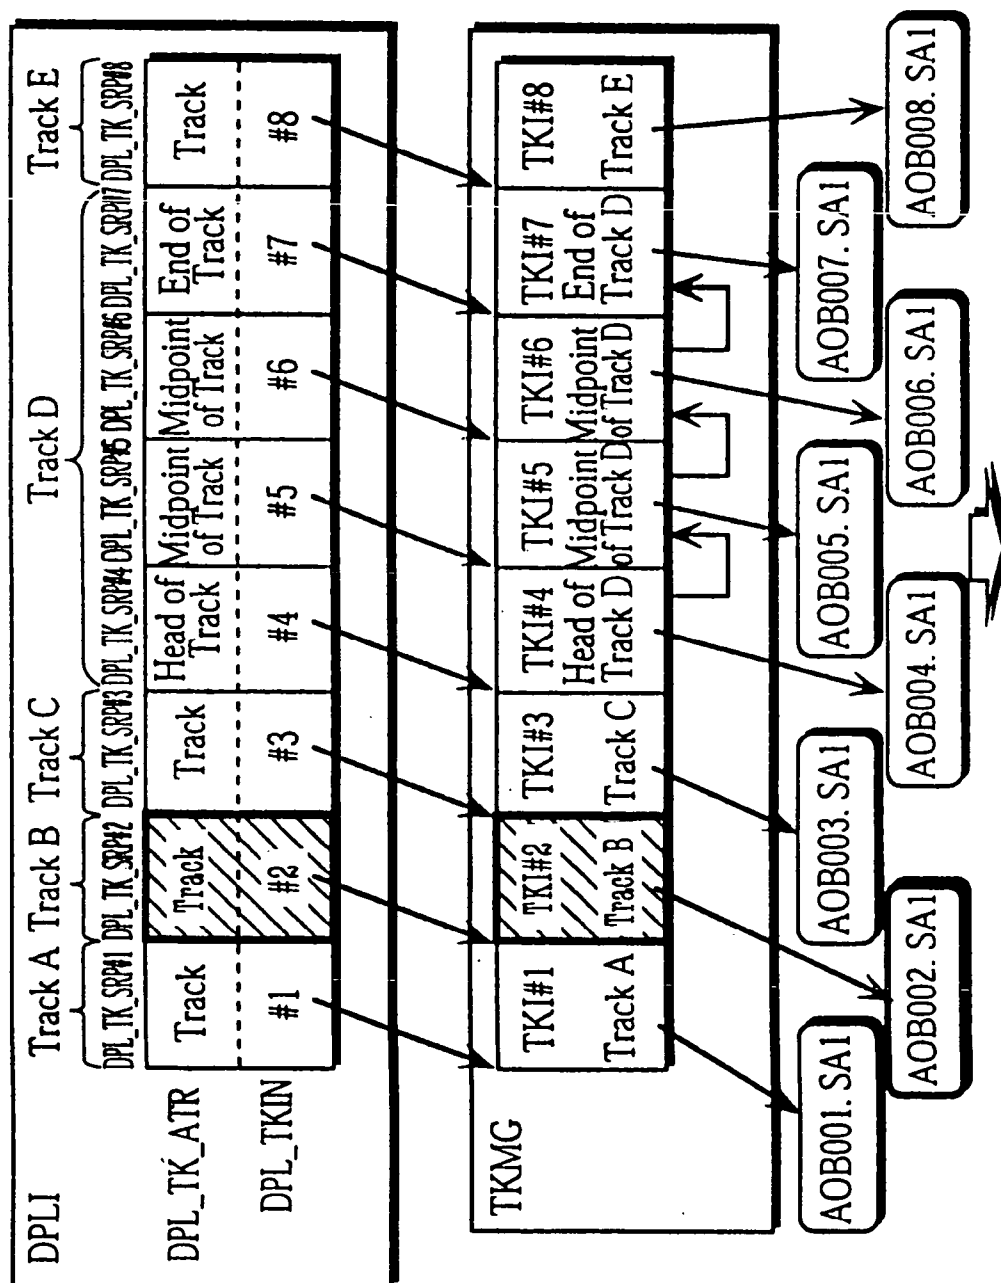 DPLI
Track A
Track B
Track C
Track D
Track E
DPL_TK_SRP#1
DPL_TK_SRP#2
DPL_TK_SRP#3
DPL_TK_SRP#4
DPL_TK_SRP#5
DPL_TK_SRP#6
DPL_TK_SRP#7
DPL_TK_SRP#8
DPL_TK_ATR
Track
Track
Track
Head of
Track
Midpoint
of Track
Midpoint
of Track
End of
Track
Track
DPL_TKIN
#1
#2
#3
#4
#5
#6
#7
#8
TKMG
TKI#1
Track A
TKI#2
Track B
TKI#3
Track C
TKI#4
Head of
Track D
TKI#5
Midpoint
of Track D
TKI#6
Midpoint
of Track D
TKI#7
End of
Track D
TKI#8
Track E
AOB001. SA1
AOB002. SA1
AOB003. SA1
AOB004. SA1
AOB005. SA1
AOB006. SA1
AOB007. SA1
AOB008. SA1